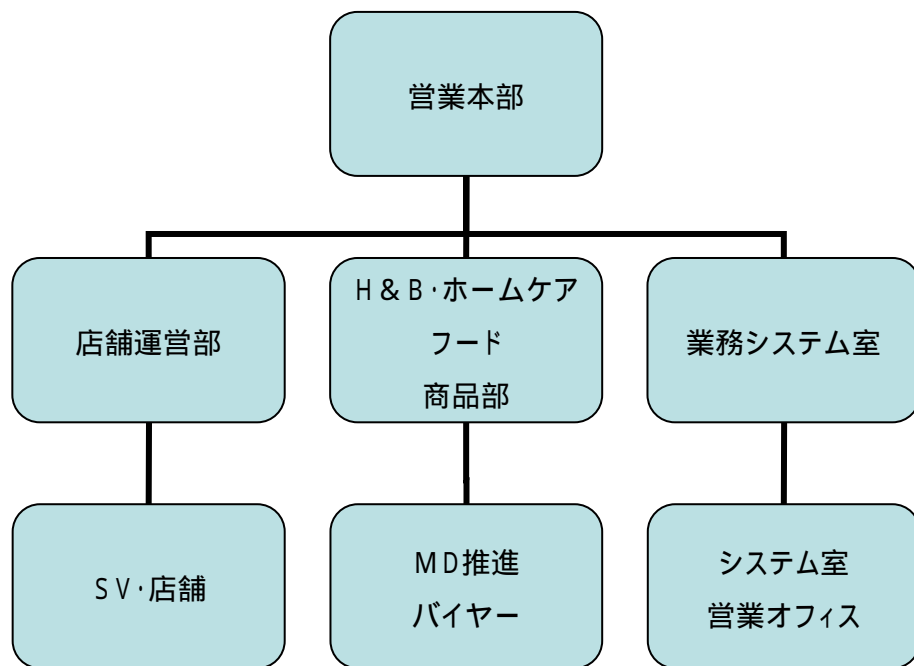 営業本部
店舗運営部
H&B・ホームケア
フード
商品部
業務システム室
SV・店舗
MD推進
バイヤー
システム室
営業オフィス